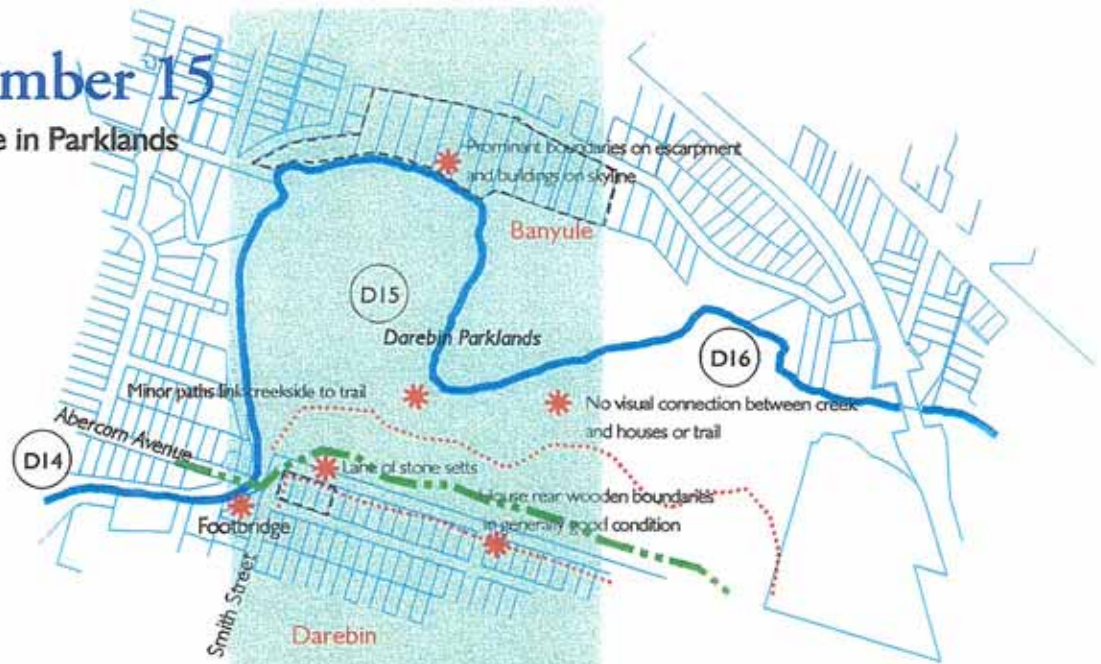 mber 15
e in Parklands
Prominant boundaries on escarpment
and buildings on skyline
Banyule
D15
Darebin Parklands
D16
Minor paths link creekside to trail
No visual connection between creek
and houses or trail
Abercorn Avenue
D14
Lane of stone setts
House rear wooden boundaries
in generally good condition
Footbridge
Smith Street
Darebin